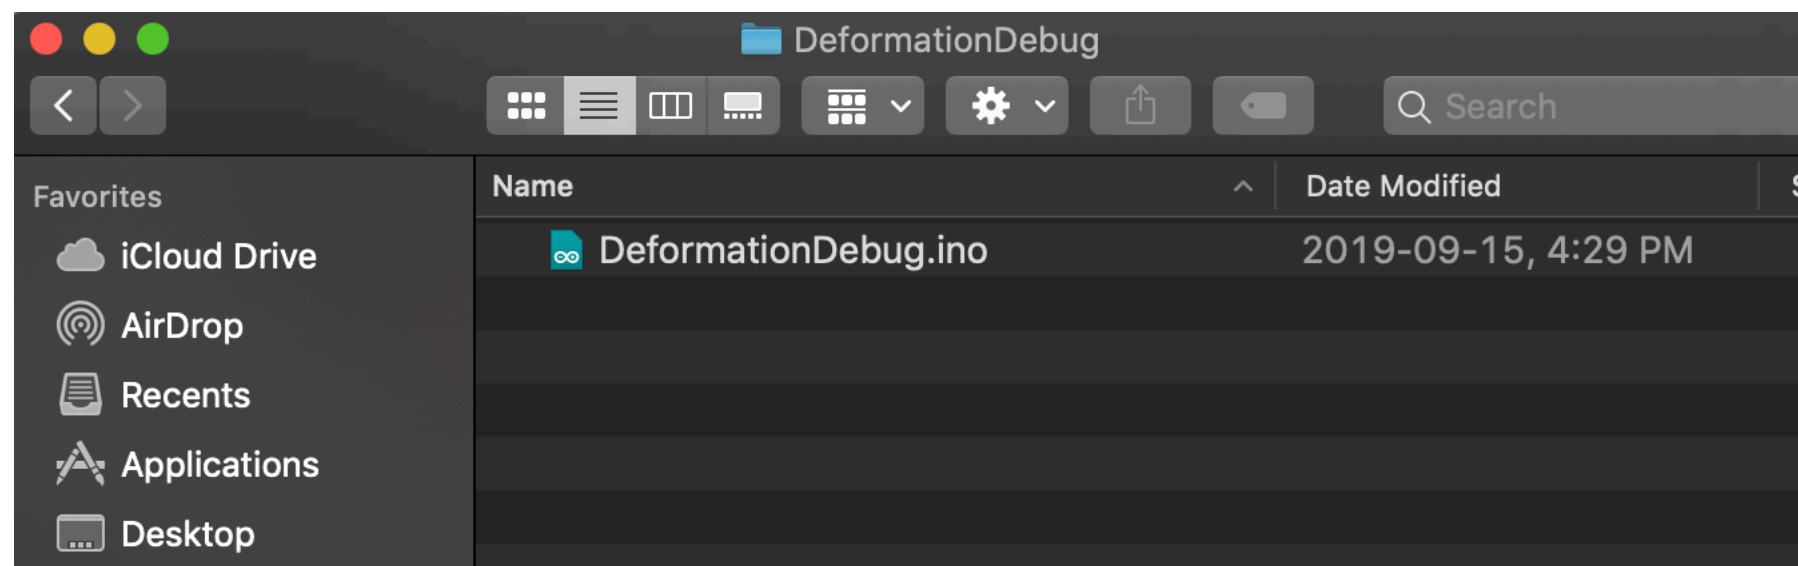 DeformationDebug
Search
Favorites
iCloud Drive
AirDrop
Recents
Applications
Desktop
Name
Date Modified
DeformationDebug.ino
2019-09-15, 4:29 PM